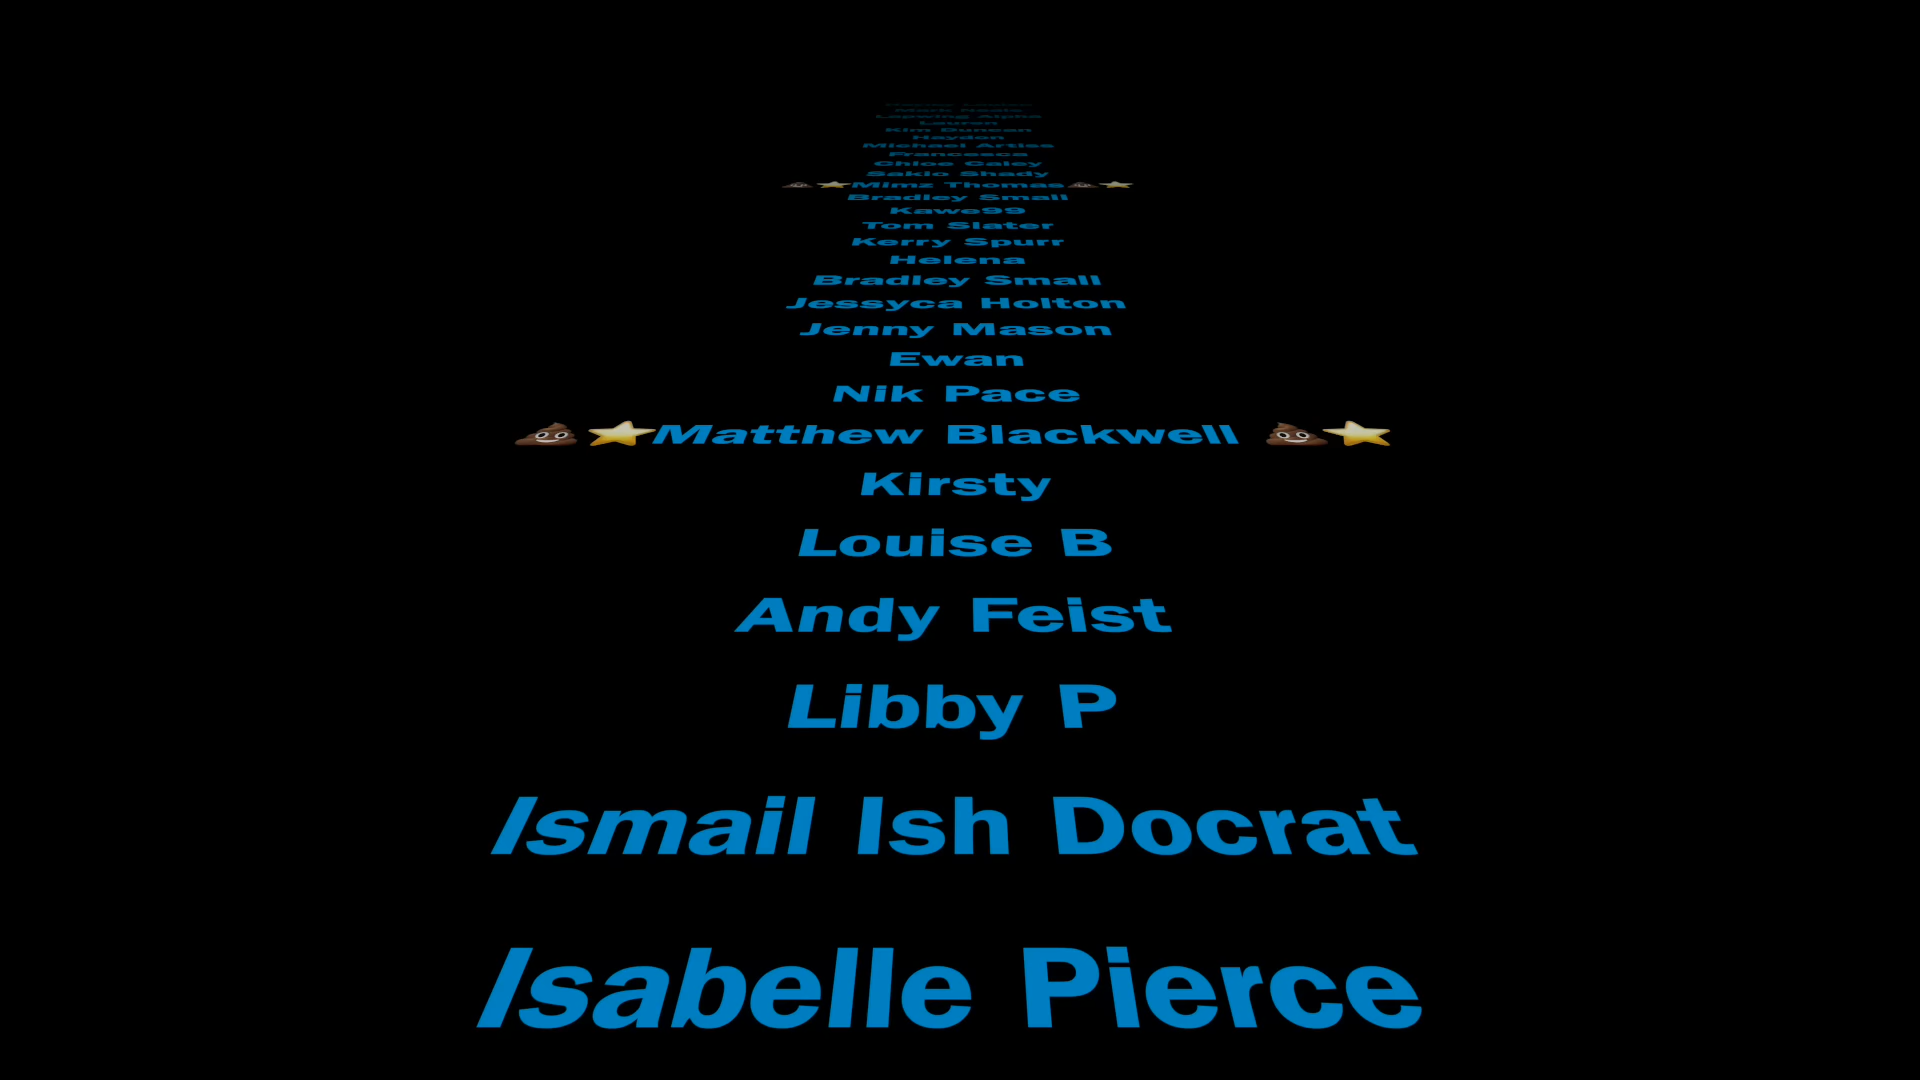 Mark Neale
Lapwing Alpha
Lauren
Kim Duncan
Haydon
Michael Artiss
Francesca
Chloe Caley
Sakio Shady
💩⭐Mimz Thomas💩⭐
Bradley Small
Kawe99
Tom Slater
Kerry Spurr
Helena
Bradley Small
Jessyca Holton
Jenny Mason
Ewan
Nik Pace
💩 ⭐Matthew Blackwell 💩⭐
Kirsty
Louise B
Andy Feist
Libby P
Ismail Ish Docrat
Isabelle Pierce